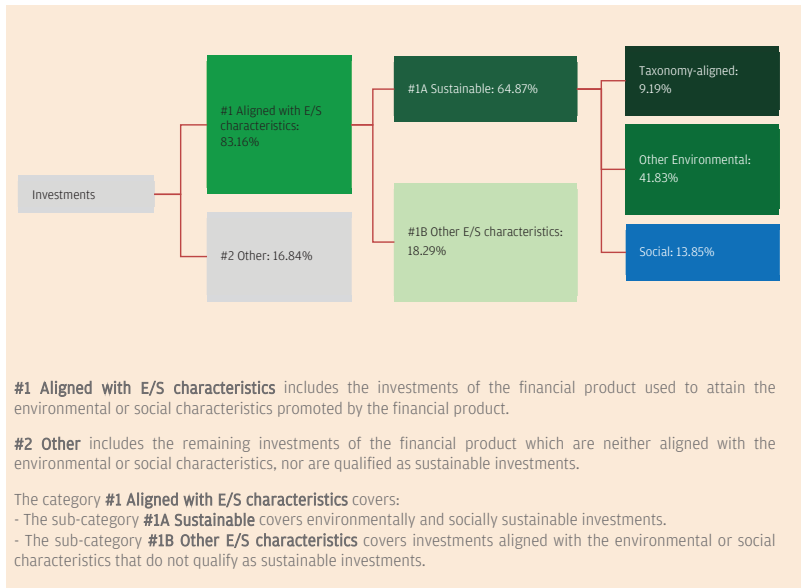 Investments
#1 Aligned with E/S
characteristics:
83.16%
#2 Other: 16.84%
#1A Sustainable: 64.87%
#1B Other E/S characteristics:
18.29%
Taxonomy-aligned:
9.19%
Other Environmental:
41.83%
Social: 13.85%
#1 Aligned with E/S characteristics includes the investments of the financial product used to attain the
environmental or social characteristics promoted by the financial product.
#2 Other includes the remaining investments of the financial product which are neither aligned with the
environmental or social characteristics, nor are qualified as sustainable investments.
The category #1 Aligned with E/S characteristics covers:
- The sub-category #1A Sustainable covers environmentally and socially sustainable investments.
- The sub-category #1B Other E/S characteristics covers investments aligned with the environmental or social
characteristics that do not qualify as sustainable investments.